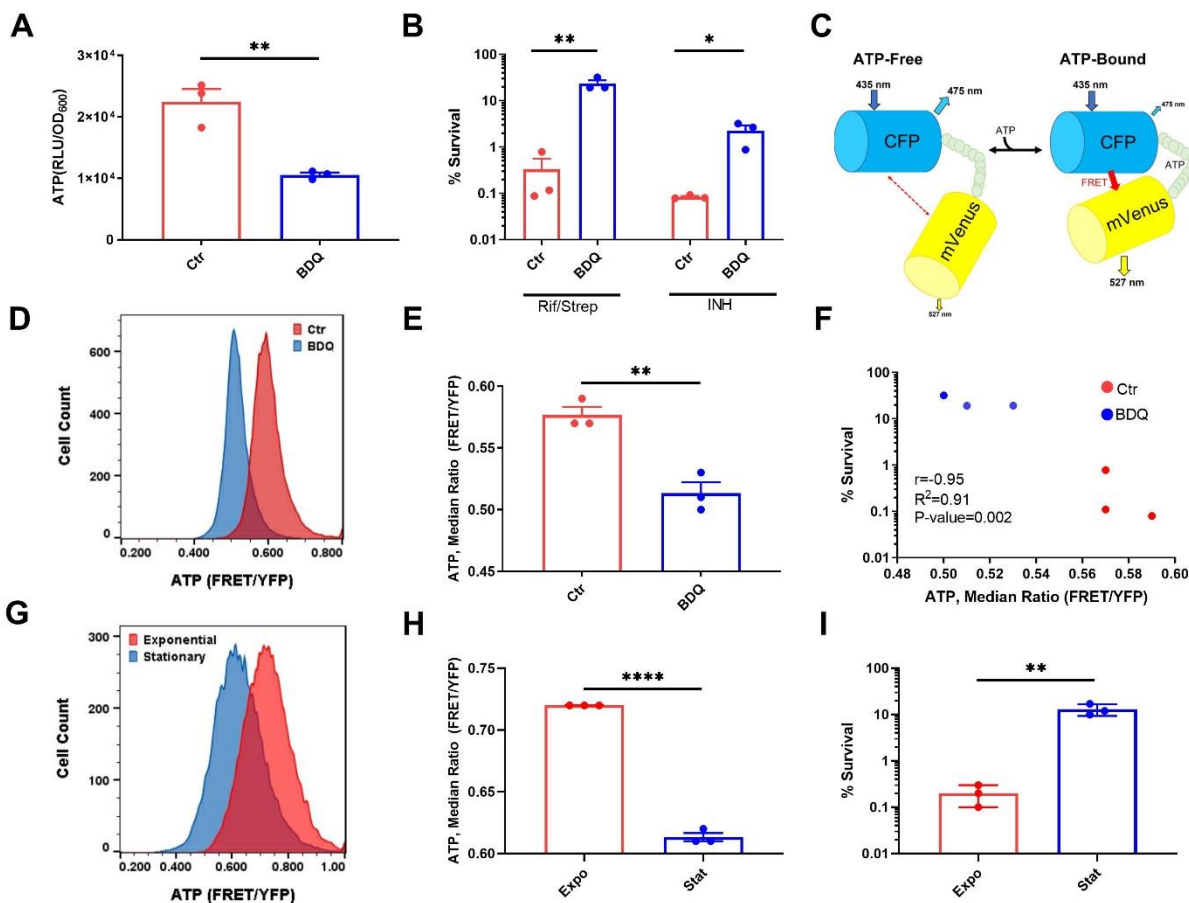 A
ATP(RLU/OD600)
3×10⁴
2×10⁴
1×10⁴
0
**
Ctr
BDQ
B
% Survival
100
10
1
0.1
0.01
**
*
Ctr
BDQ
Ctr
BDQ
Rif/Strep
INH
C
ATP-Free
ATP-Bound
435 nm
475 nm
CFP
mVenus
527 nm
ATP
435 nm
475 nm
CFP
ATP
FRET
mVenus
527 nm
D
Cell Count
600
400
200
0
Ctr
BDQ
0.200
0.400
0.600
0.800
ATP (FRET/YFP)
E
ATP, Median Ratio (FRET/YFP)
0.60
0.55
0.50
0.45
**
Ctr
BDQ
F
% Survival
100
10
1
0.1
0.01
Ctr
BDQ
r=-0.95
R²=0.91
P-value=0.002
0.48
0.50
0.52
0.54
0.56
0.58
0.60
ATP, Median Ratio (FRET/YFP)
G
Cell Count
300
200
100
0
Exponential
Stationary
0.200
0.400
0.600
0.800
1.00
ATP (FRET/YFP)
H
ATP, Median Ratio (FRET/YFP)
0.75
0.70
0.65
0.60
****
Expo
Stat
I
% Survival
100
10
1
0.1
0.01
**
Expo
Stat